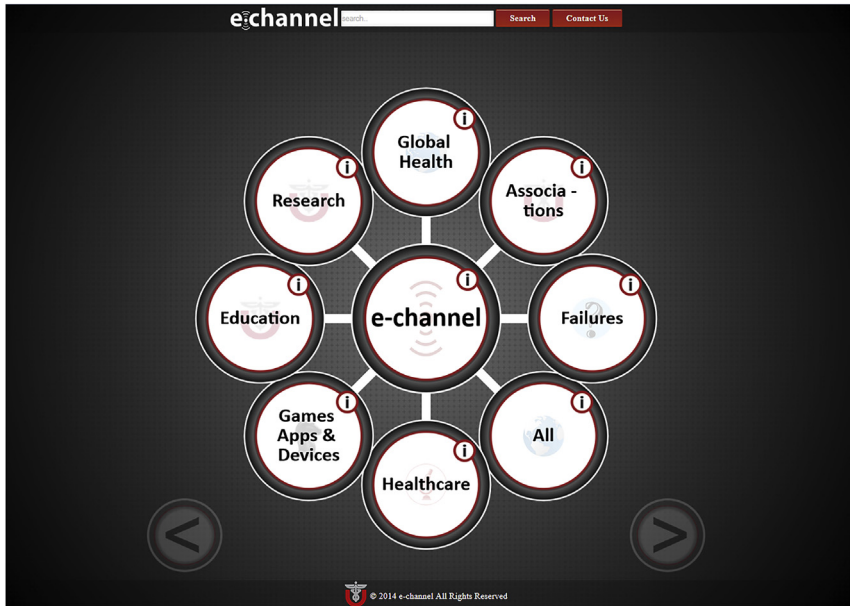 e-channel search.. Search Contact Us
i
Global
Health
i
Research
i
Associa -
tions
i
e-channel
i
Education
i
Failures
i
Games
Apps &
Devices
i
All
i
Healthcare
< >
© 2014 e-channel All Rights Reserved